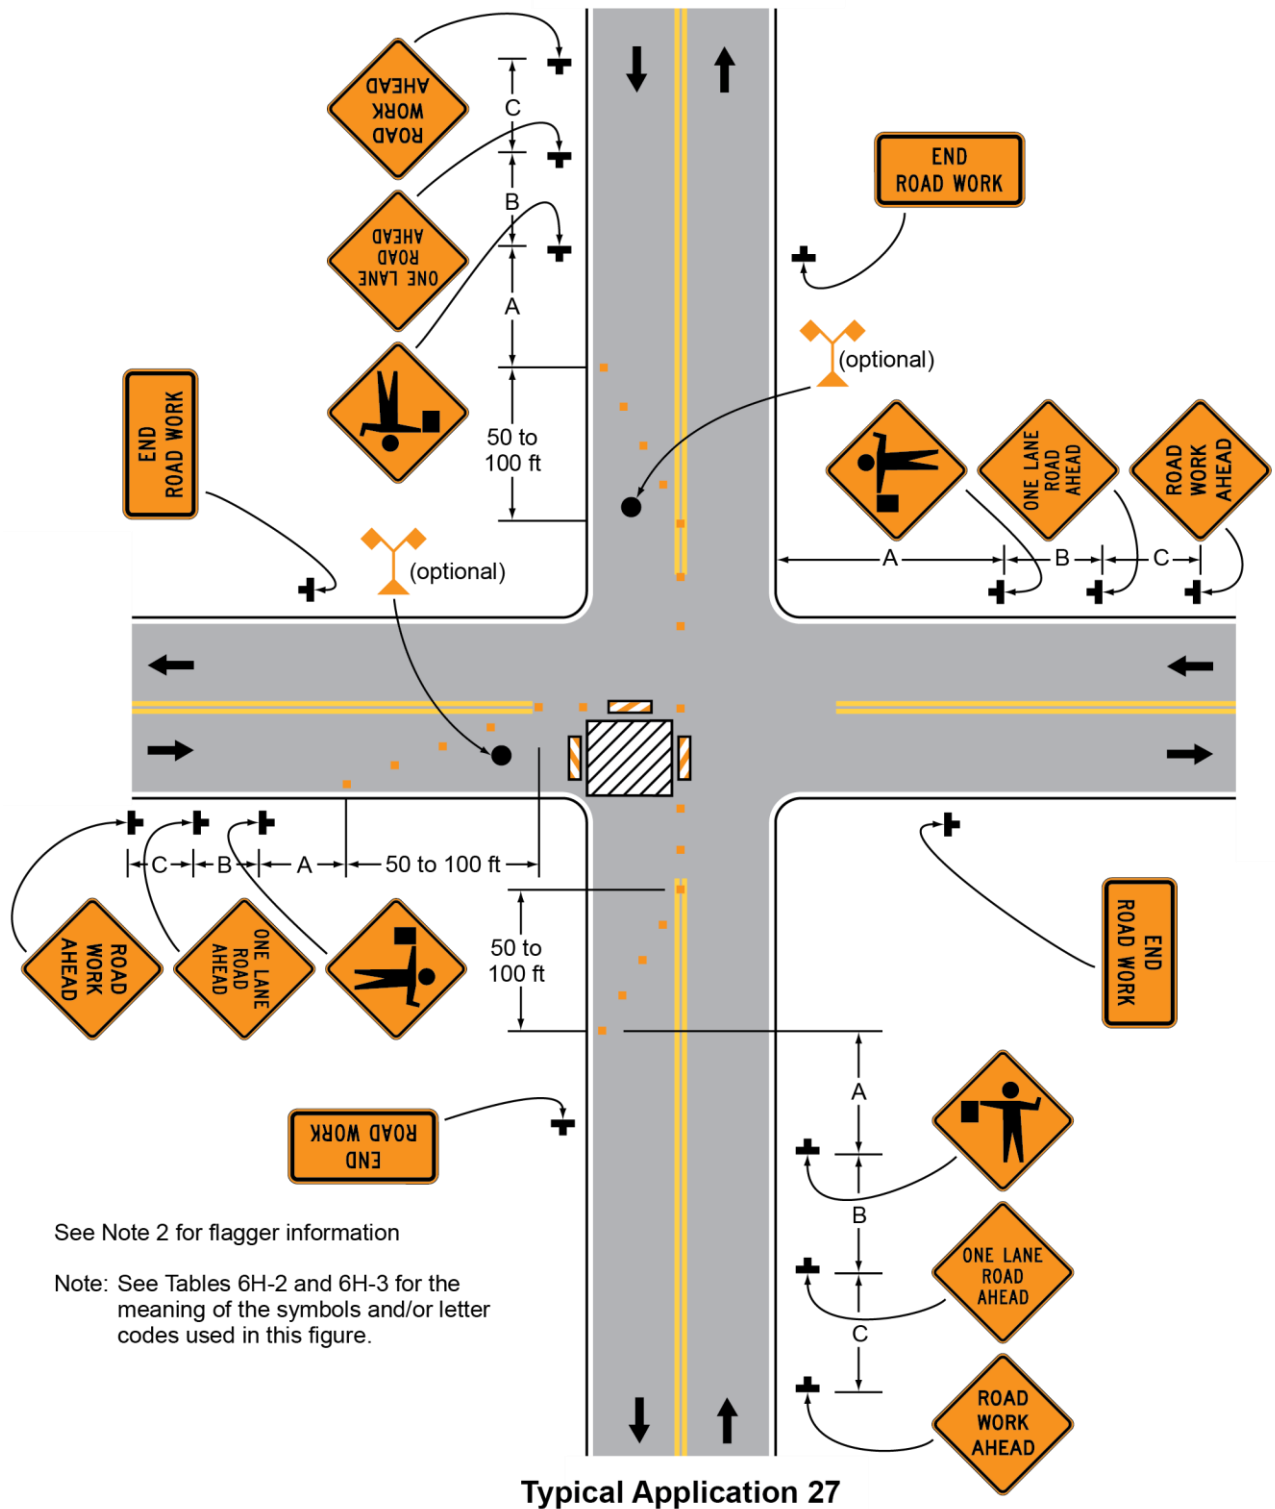 ROAD
WORK
AHEAD
C
B
A
ONE LANE
ROAD
AHEAD
END
ROAD WORK
(optional)
50 to
100 ft
END
ROAD WORK
(optional)
ONE LANE
ROAD
AHEAD
ROAD
WORK
AHEAD
A
B
C
C
B
A
50 to 100 ft
ROAD
WORK
AHEAD
ONE LANE
ROAD
AHEAD
50 to
100 ft
END
ROAD WORK
A
B
C
END
ROAD WORK
ONE LANE
ROAD
AHEAD
ROAD
WORK
AHEAD
See Note 2 for flagger information
Note: See Tables 6H-2 and 6H-3 for the
meaning of the symbols and/or letter
codes used in this figure.
Typical Application 27